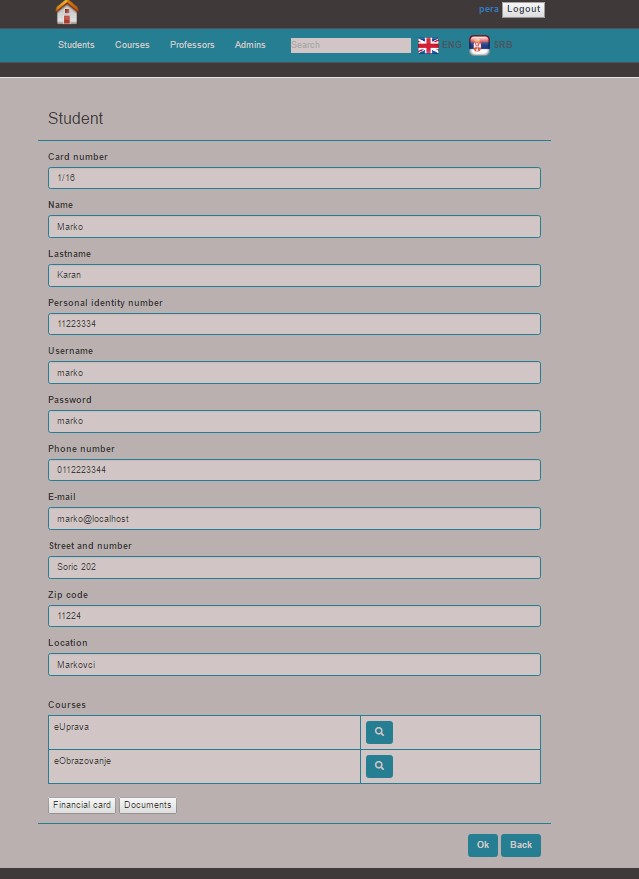 pera Logout
Students Courses Professors Admins Search ENG SRB
Student
Card number
1/16
Name
Marko
Lastname
Karan
Personal identity number
11223334
Username
marko
Password
marko
Phone number
0112223344
E-mail
marko@localhost
Street and number
Soric 202
Zip code
11224
Location
Markovci
Courses
eUprava
eObrazovanje
Financial card Documents
Ok Back